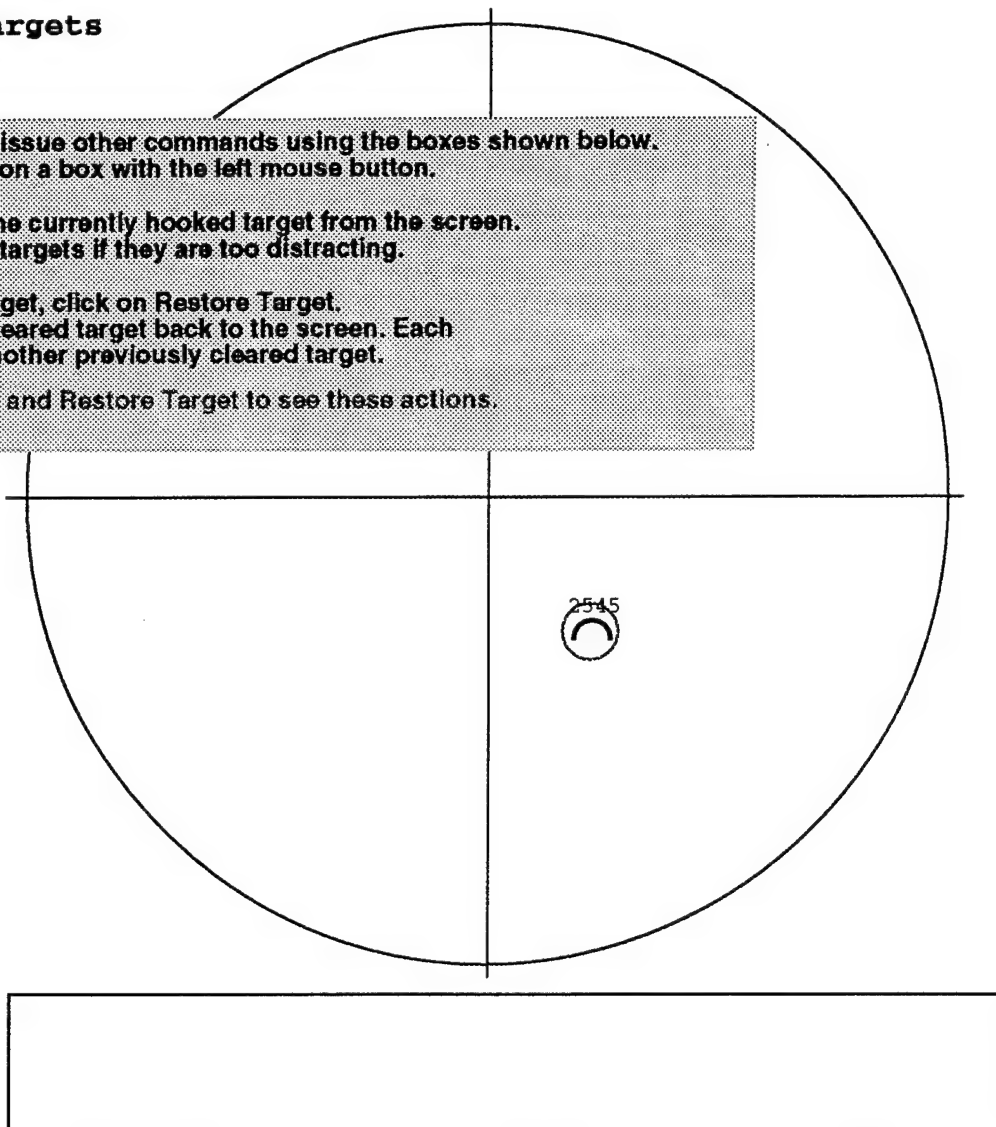 argets
issue other commands using the boxes shown below.
on a box with the left mouse button.
he currently hooked target from the screen.
targets if they are too distracting.
get, click on Restore Target.
eared target back to the screen. Each
nother previously cleared target.
and Restore Target to see these actions.
2545